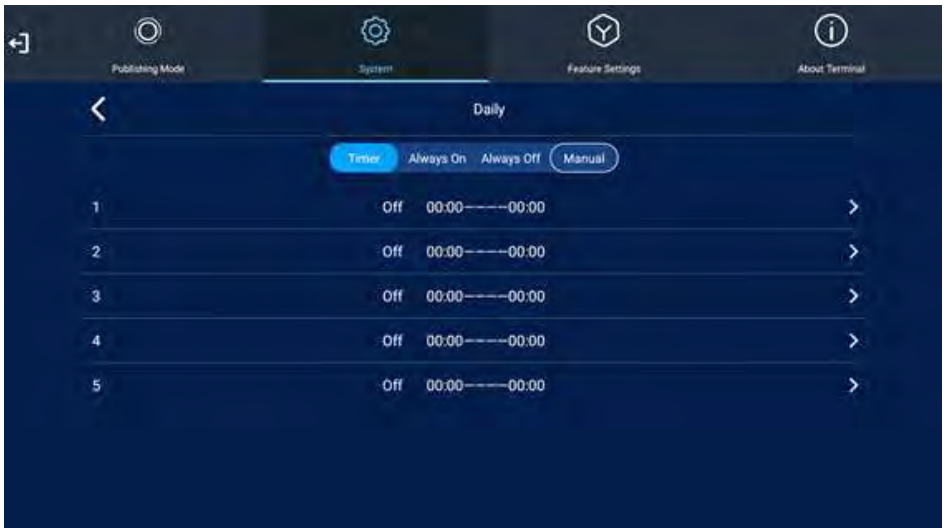 Publishing Mode System Feature Settings About Terminal
Daily
Timer Always On Always Off Manual
1 Off 00:00-----00:00
2 Off 00:00-----00:00
3 Off 00:00-----00:00
4 Off 00:00-----00:00
5 Off 00:00-----00:00